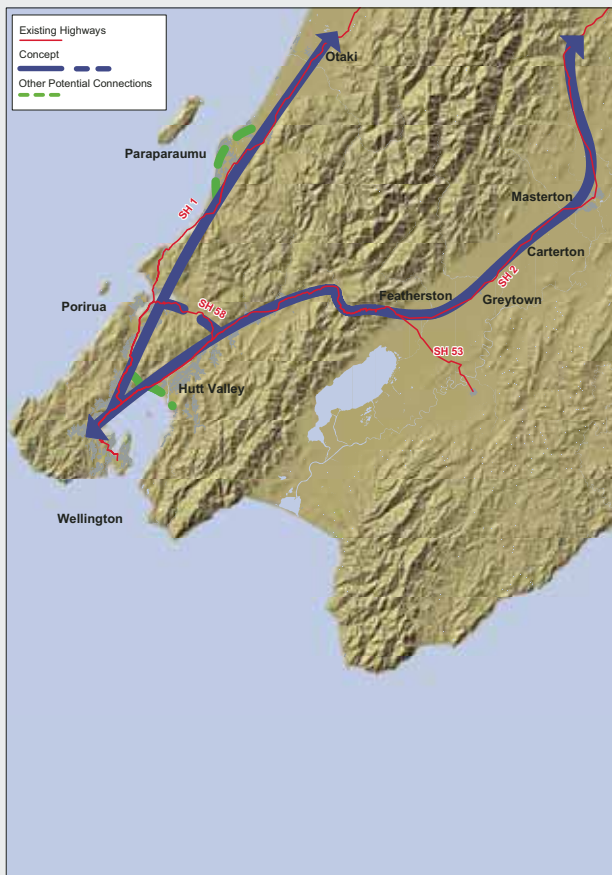 Existing Highways
Concept
Other Potential Connections
Otaki
Paraparaumu
Masterton
SH 1
Carterton
SH 2
Featherston
Greytown
Porirua
SH 58
SH 53
Hutt Valley
Wellington